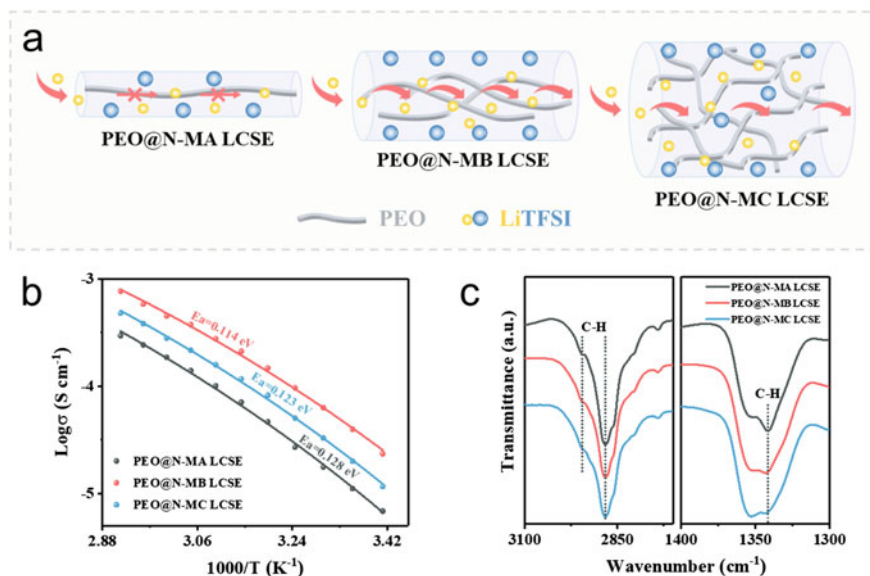 a
PEO@N-MA LCSE
PEO@N-MB LCSE
PEO@N-MC LCSE
PEO
LiTFSI
b
-3
-4
-5
Logσ (S cm⁻¹)
Ea=0.114 eV
Ea=0.123 eV
Ea=0.128 eV
PEO@N-MA LCSE
PEO@N-MB LCSE
PEO@N-MC LCSE
2.88 3.06 3.24 3.42
1000/T (K⁻¹)
c
Transmittance (a.u.)
C-H
PEO@N-MA LCSE
PEO@N-MB LCSE
PEO@N-MC LCSE
C-H
3100 2850 1400 1350 1300
Wavenumber (cm⁻¹)